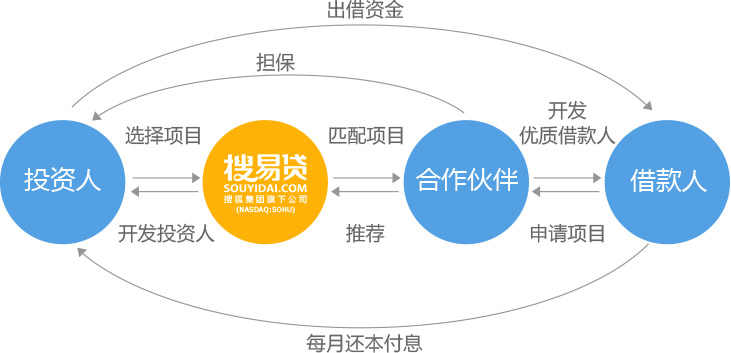 出借资金
担保
开发
优质借款人
选择项目
匹配项目
投资人
搜易贷
SOUYIDAI.COM
搜狐集团旗下公司
(NASDAQ:SOHU)
合作伙伴
借款人
开发投资人
推荐
申请项目
每月还本付息